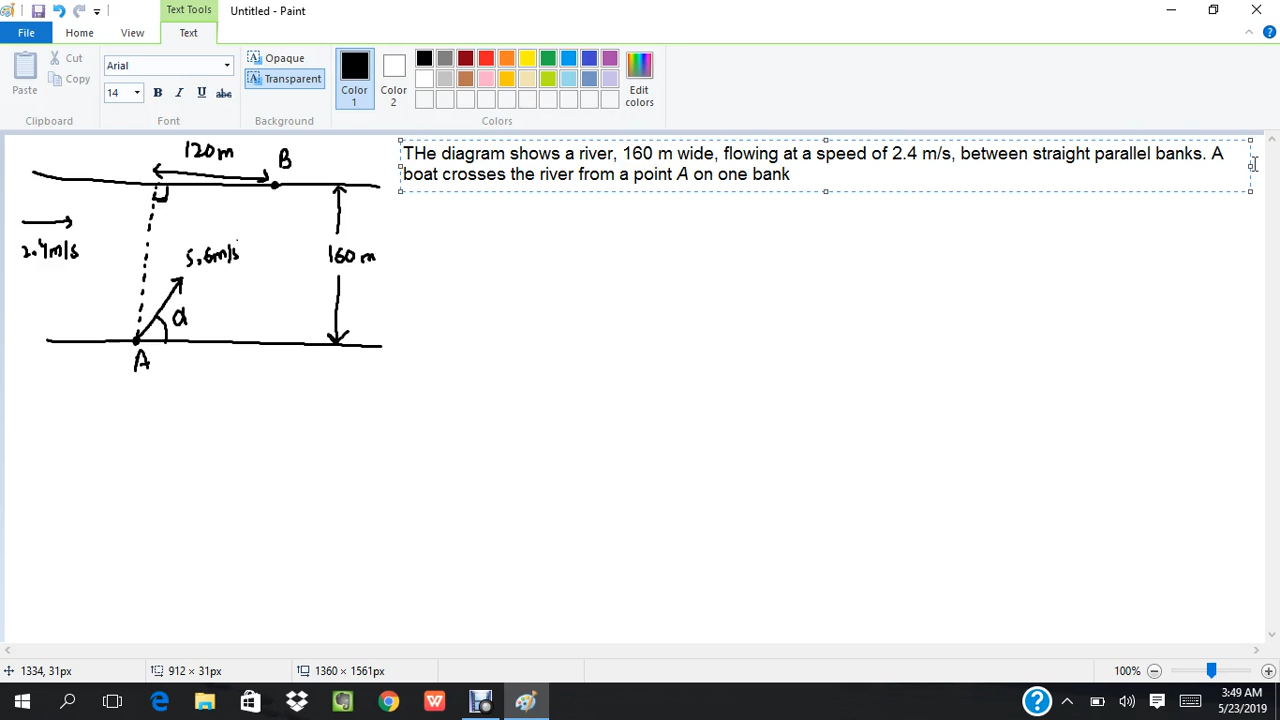 Text Tools
Untitled - Paint
File
Home
View
Text
Paste
Cut
Copy
Clipboard
Arial
14
B
I
U
abc
Font
Opaque
Transparent
Background
Color 1
Color 2
Edit colors
Colors
120m
B
2.4m/s
5.6m/s
160m
α
A
THe diagram shows a river, 160 m wide, flowing at a speed of 2.4 m/s, between straight parallel banks. A
boat crosses the river from a point A on one bank
1334, 31px
912 × 31px
1360 × 1561px
100%
3:49 AM
5/23/2019